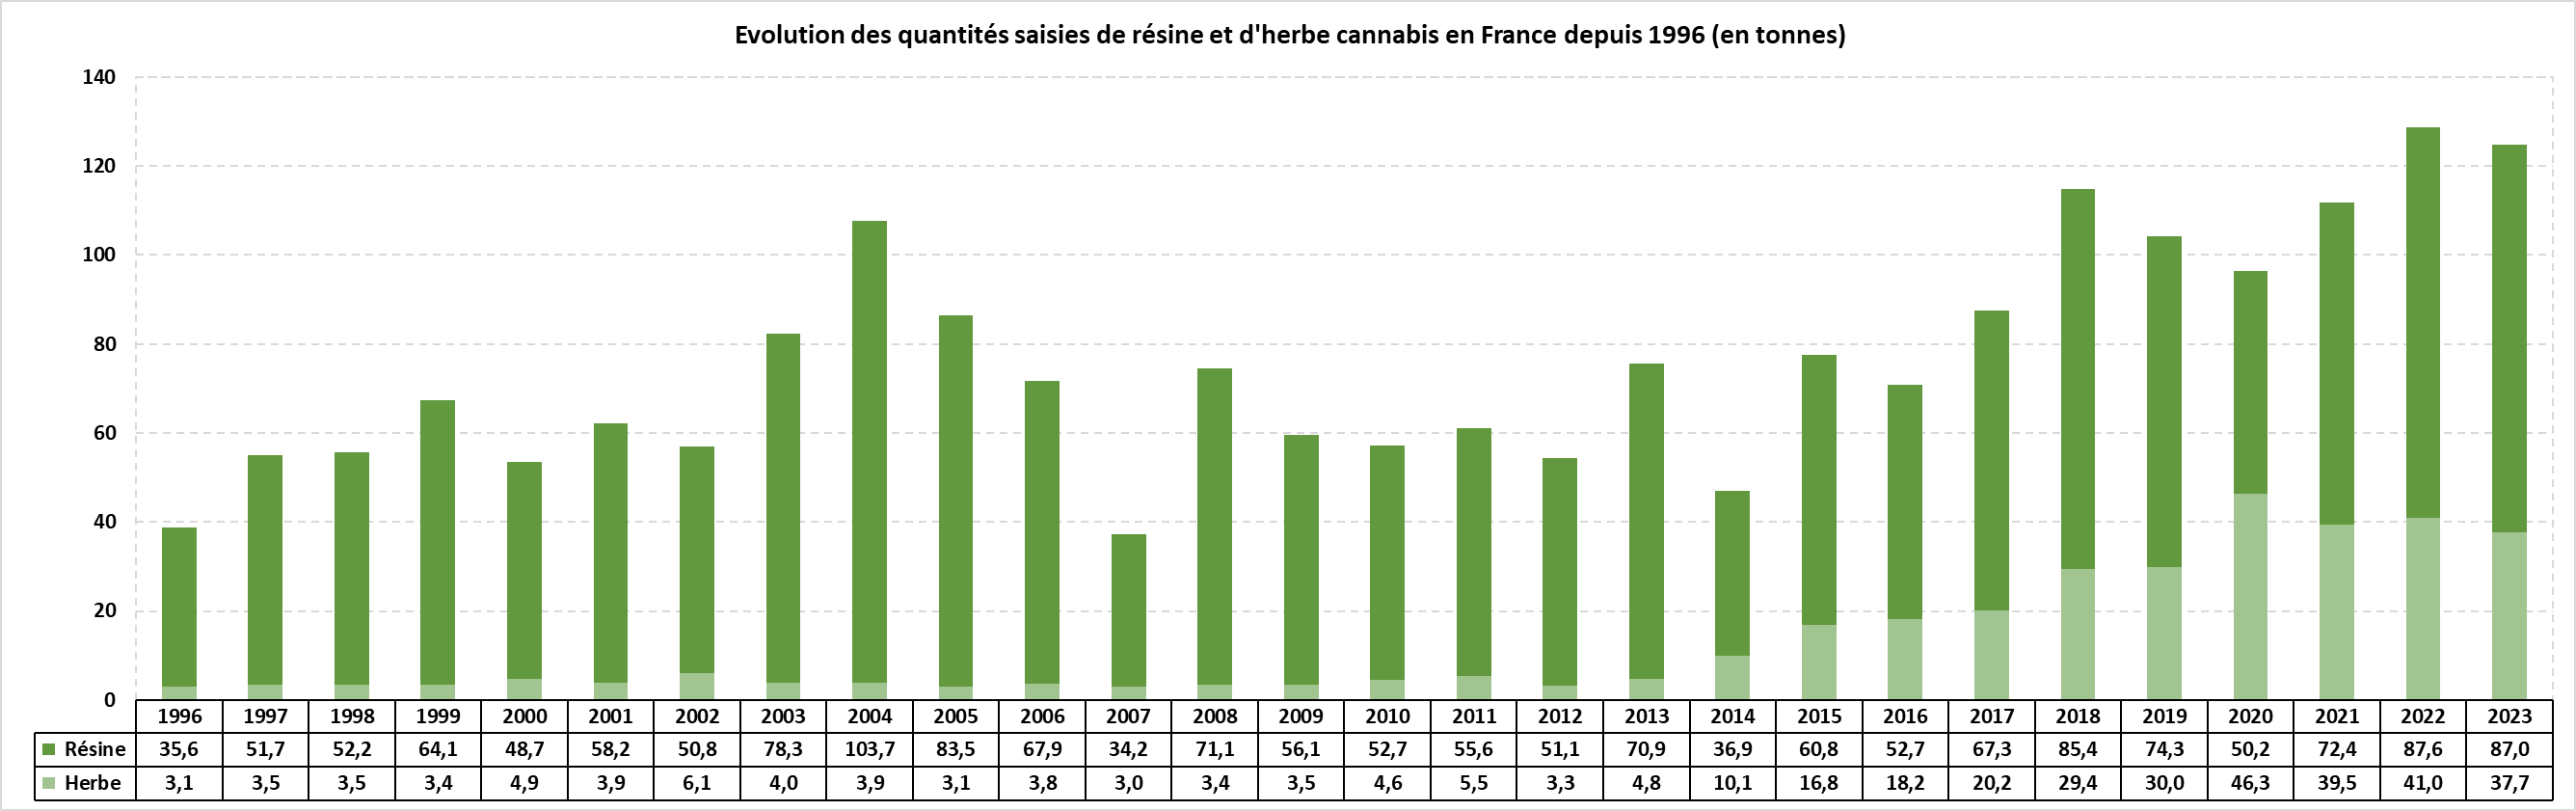 Evolution des quantités saisies de résine et d'herbe cannabis en France depuis 1996 (en tonnes)
140
120
100
80
60
40
20
0
1996 1997 1998 1999 2000 2001 2002 2003 2004 2005 2006 2007 2008 2009 2010 2011 2012 2013 2014 2015 2016 2017 2018 2019 2020 2021 2022 2023
Résine 35,6 51,7 52,2 64,1 48,7 58,2 50,8 78,3 103,7 83,5 67,9 34,2 71,1 56,1 52,7 55,6 51,1 70,9 36,9 60,8 52,7 67,3 85,4 74,3 50,2 72,4 87,6 87,0
Herbe 3,1 3,5 3,5 3,4 4,9 3,9 6,1 4,0 3,9 3,1 3,8 3,0 3,4 3,5 4,6 5,5 3,3 4,8 10,1 16,8 18,2 20,2 29,4 30,0 46,3 39,5 41,0 37,7